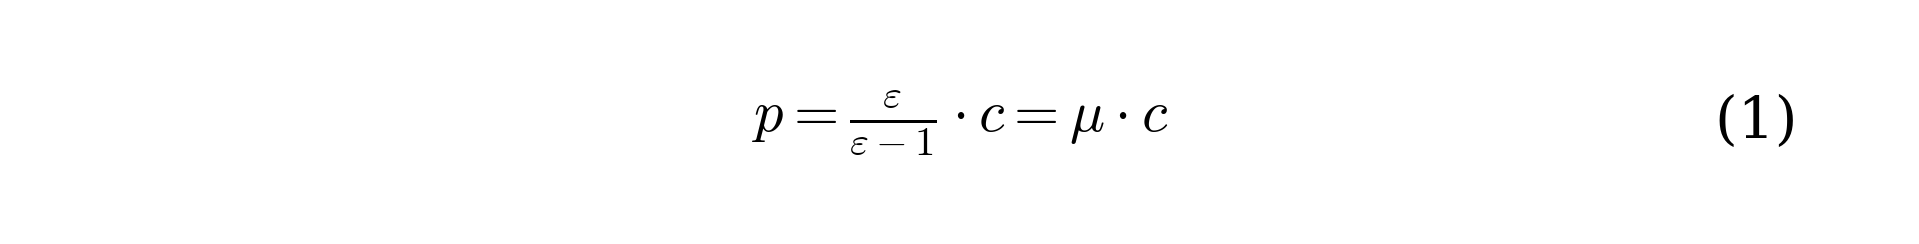 p = ε/(ε − 1) · c = μ · c (1)